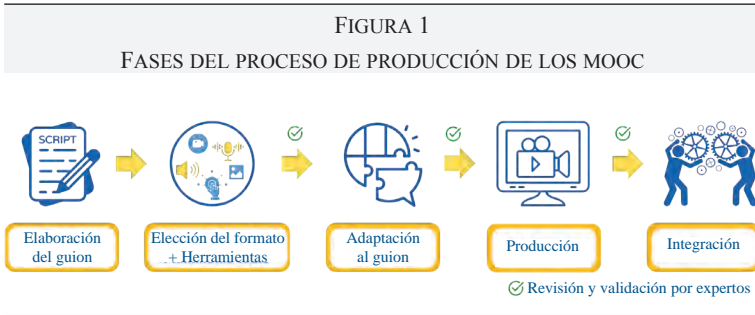 FIGURA 1
FASES DEL PROCESO DE PRODUCCIÓN DE LOS MOOC
SCRIPT
Elaboración
del guion
Elección del formato
+ Herramientas
Adaptación
al guion
Producción
Integración
Revisión y validación por expertos